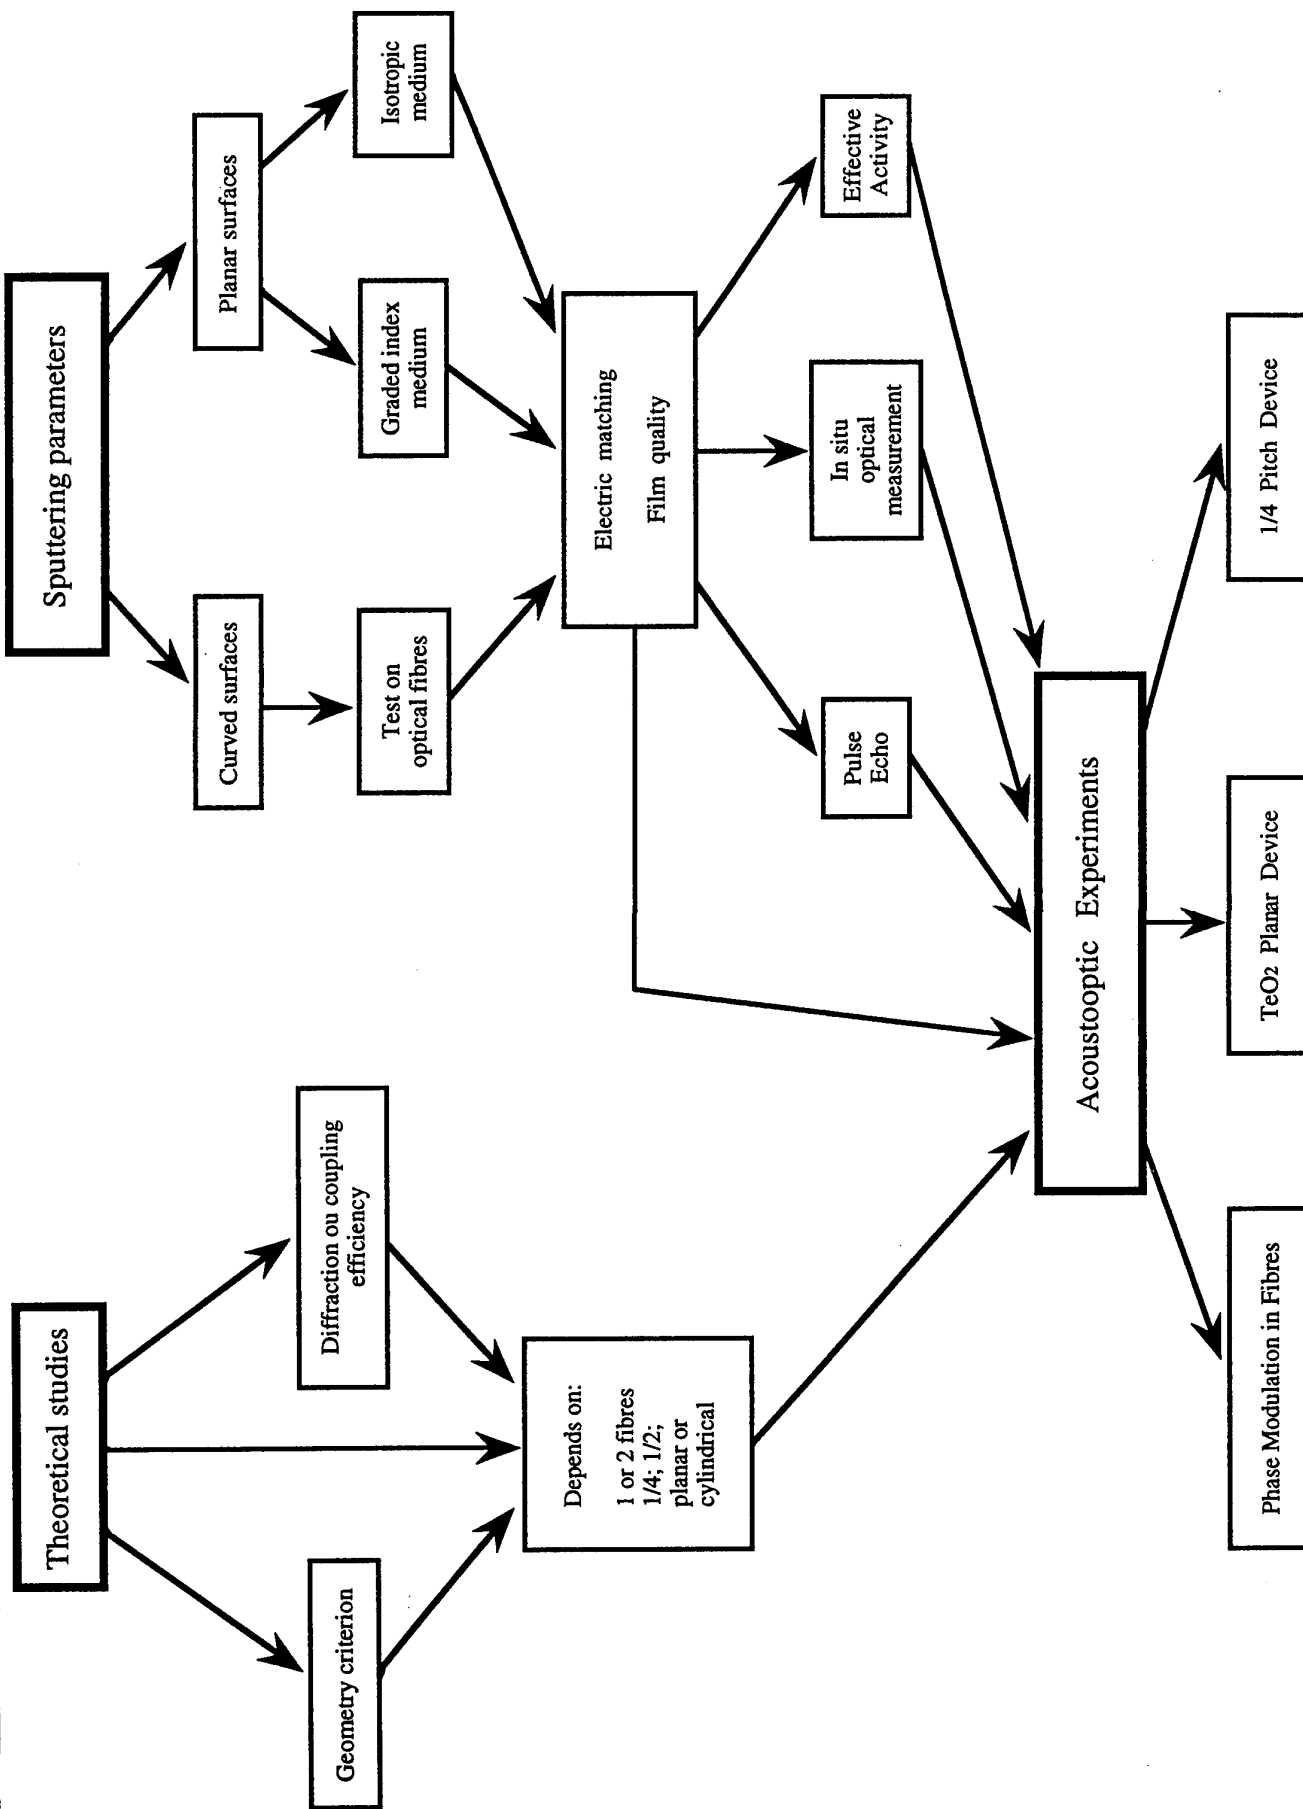 Theoretical studies
Sputtering parameters
Curved surfaces
Planar surfaces
Geometry criterion
Diffraction ou coupling
efficiency
Test on
optical fibres
Graded index
medium
Isotropic
medium
Depends on:
1 or 2 fibres
1/4; 1/2;
planar or
cylindrical
Electric matching
Film quality
Pulse
Echo
In situ
optical
measurement
Effective
Activity
Acoustooptic Experiments
Phase Modulation in Fibres
TeO2 Planar Device
1/4 Pitch Device